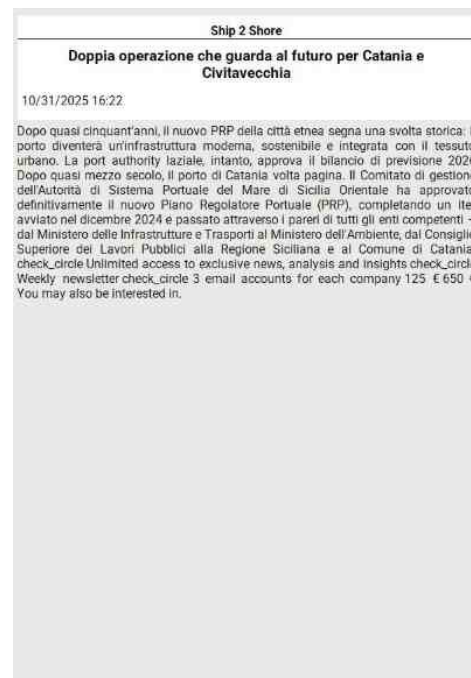 Ship 2 Shore
Doppia operazione che guarda al futuro per Catania e
Civitavecchia
10/31/2025 16:22
Dopo quasi cinquant'anni, il nuovo PRP della città etnea segna una svolta storica:
porto diventerà un'infrastruttura moderna, sostenibile e integrata con il tessuto
urbano. La port authority laziale, intanto, approva il bilancio di previsione 2026
Dopo quasi mezzo secolo, il porto di Catania volta pagina. Il Comitato di gestione
dell'Autorità di Sistema Portuale del Mare di Sicilia Orientale ha approvato
definitivamente il nuovo Piano Regolatore Portuale (PRP), completando un iter
avviato nel dicembre 2024 e passato attraverso i pareri di tutti gli enti competenti -
dal Ministero delle Infrastrutture e Trasporti al Ministero dell'Ambiente, dal Consiglio
Superiore dei Lavori Pubblici alla Regione Siciliana e al Comune di Catania
check_circle Unlimited access to exclusive news, analysis and insights check_circle
Weekly newsletter check_circle 3 email accounts for each company 125 € 650 €
You may also be interested in.